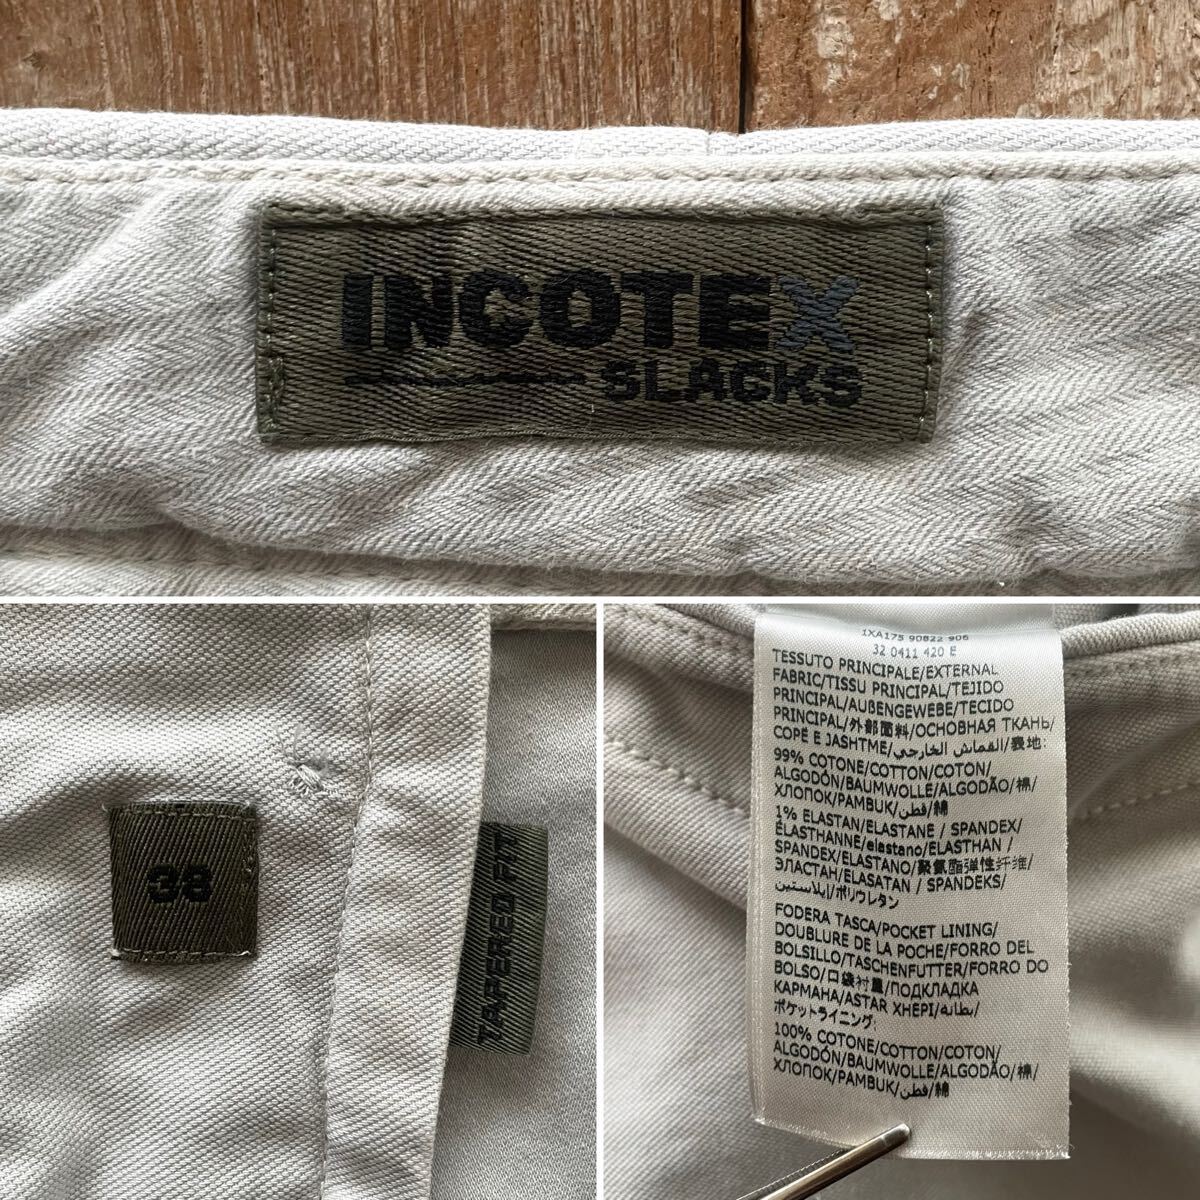 INCOTEX
SLACKS
38
TAPERED FIT
1XA175 90822 906
32 0411 420 E
TESSUTO PRINCIPALE/EXTERNAL
FABRIC/TISSU PRINCIPAL/TEJIDO
PRINCIPAL/AUßENGEWEBE/TECIDO
PRINCIPAL/外部面料/ОСНОВНАЯ ТКАНЬ/
COPË E JASHTME/القماش الخارجي/表地:
99% COTONE/COTTON/COTON/
ALGODÓN/BAUMWOLLE/ALGODÃO/棉/
ХЛОПОК/PAMBUK/قطن/綿
1% ELASTAN/ELASTANE / SPANDEX/
ÉLASTHANNE/elastano/ELASTHAN /
SPANDEX/ELASTANO/聚氨酯弹性纤维/
ЭЛАСТАН/ELASATAN / SPANDEKS/
إيلاستين/ポリウレタン
FODERA TASCA/POCKET LINING/
DOUBLURE DE LA POCHE/FORRO DEL
BOLSILLO/TASCHENFUTTER/FORRO DO
BOLSO/口袋衬里/ПОДКЛАДКА
КАРМАНА/ASTAR XHEPI/بطانة/
ポケットライニング:
100% COTONE/COTTON/COTON/
ALGODÓN/BAUMWOLLE/ALGODÃO/棉/
ХЛОПОК/PAMBUK/قطن/綿